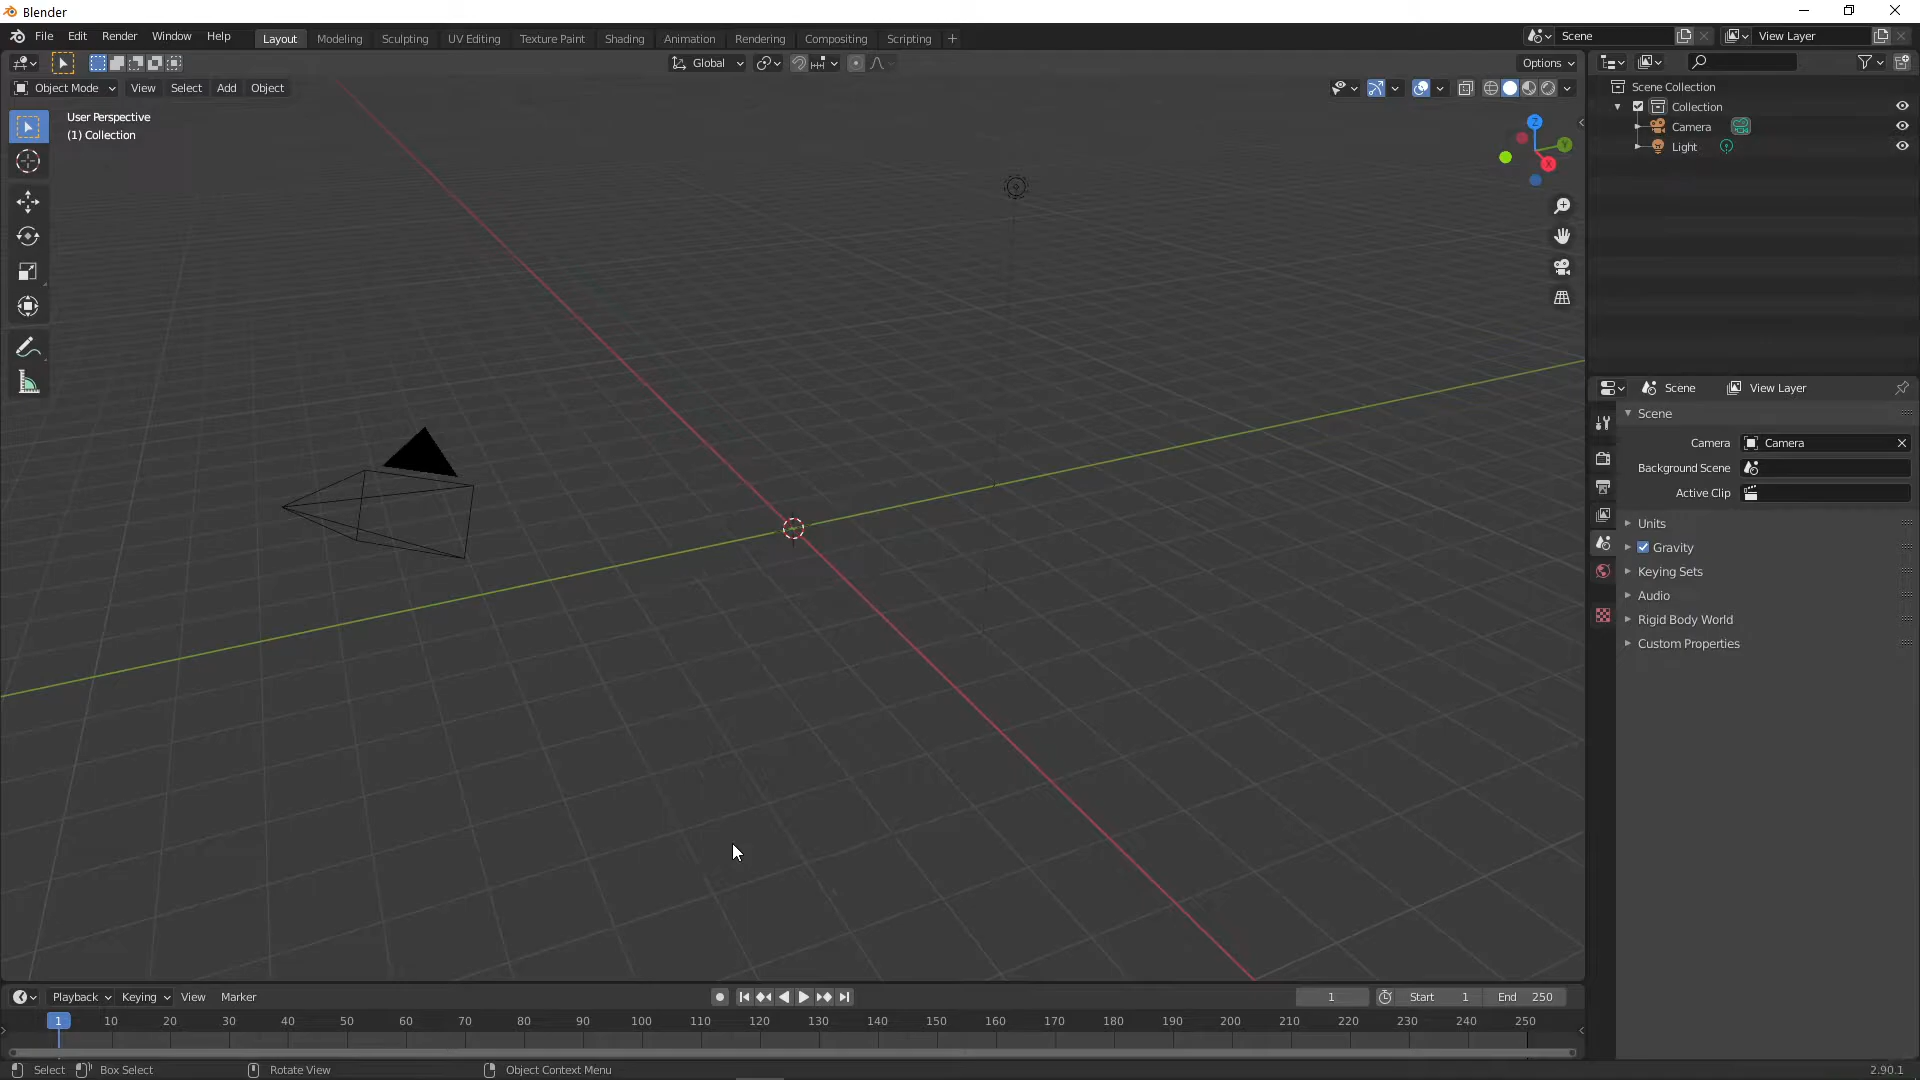 Blender
File Edit Render Window Help Layout Modeling Sculpting UV Editing Texture Paint Shading Animation Rendering Compositing Scripting + Scene View Layer
Global Options
Object Mode View Select Add Object
User Perspective
(1) Collection
Z
Y
X
Scene Collection
Collection
Camera
Light
Scene View Layer
Scene
Camera Camera
Background Scene
Active Clip
Units
Gravity
Keying Sets
Audio
Rigid Body World
Custom Properties
Playback Keying View Marker 1 Start 1 End 250
1 10 20 30 40 50 60 70 80 90 100 110 120 130 140 150 160 170 180 190 200 210 220 230 240 250
Select Box Select Rotate View Object Context Menu 2.90.1